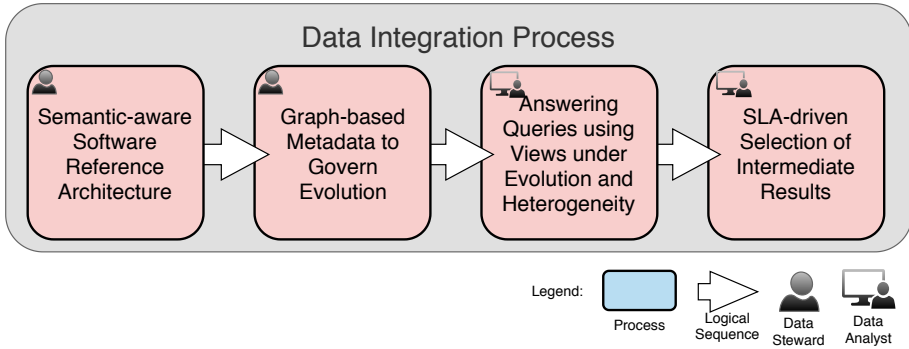 Data Integration Process
Semantic-aware
Software
Reference
Architecture
Graph-based
Metadata to
Govern
Evolution
Answering
Queries using
Views under
Evolution and
Heterogeneity
SLA-driven
Selection of
Intermediate
Results
Legend:
Process
Logical
Sequence
Data
Steward
Data
Analyst